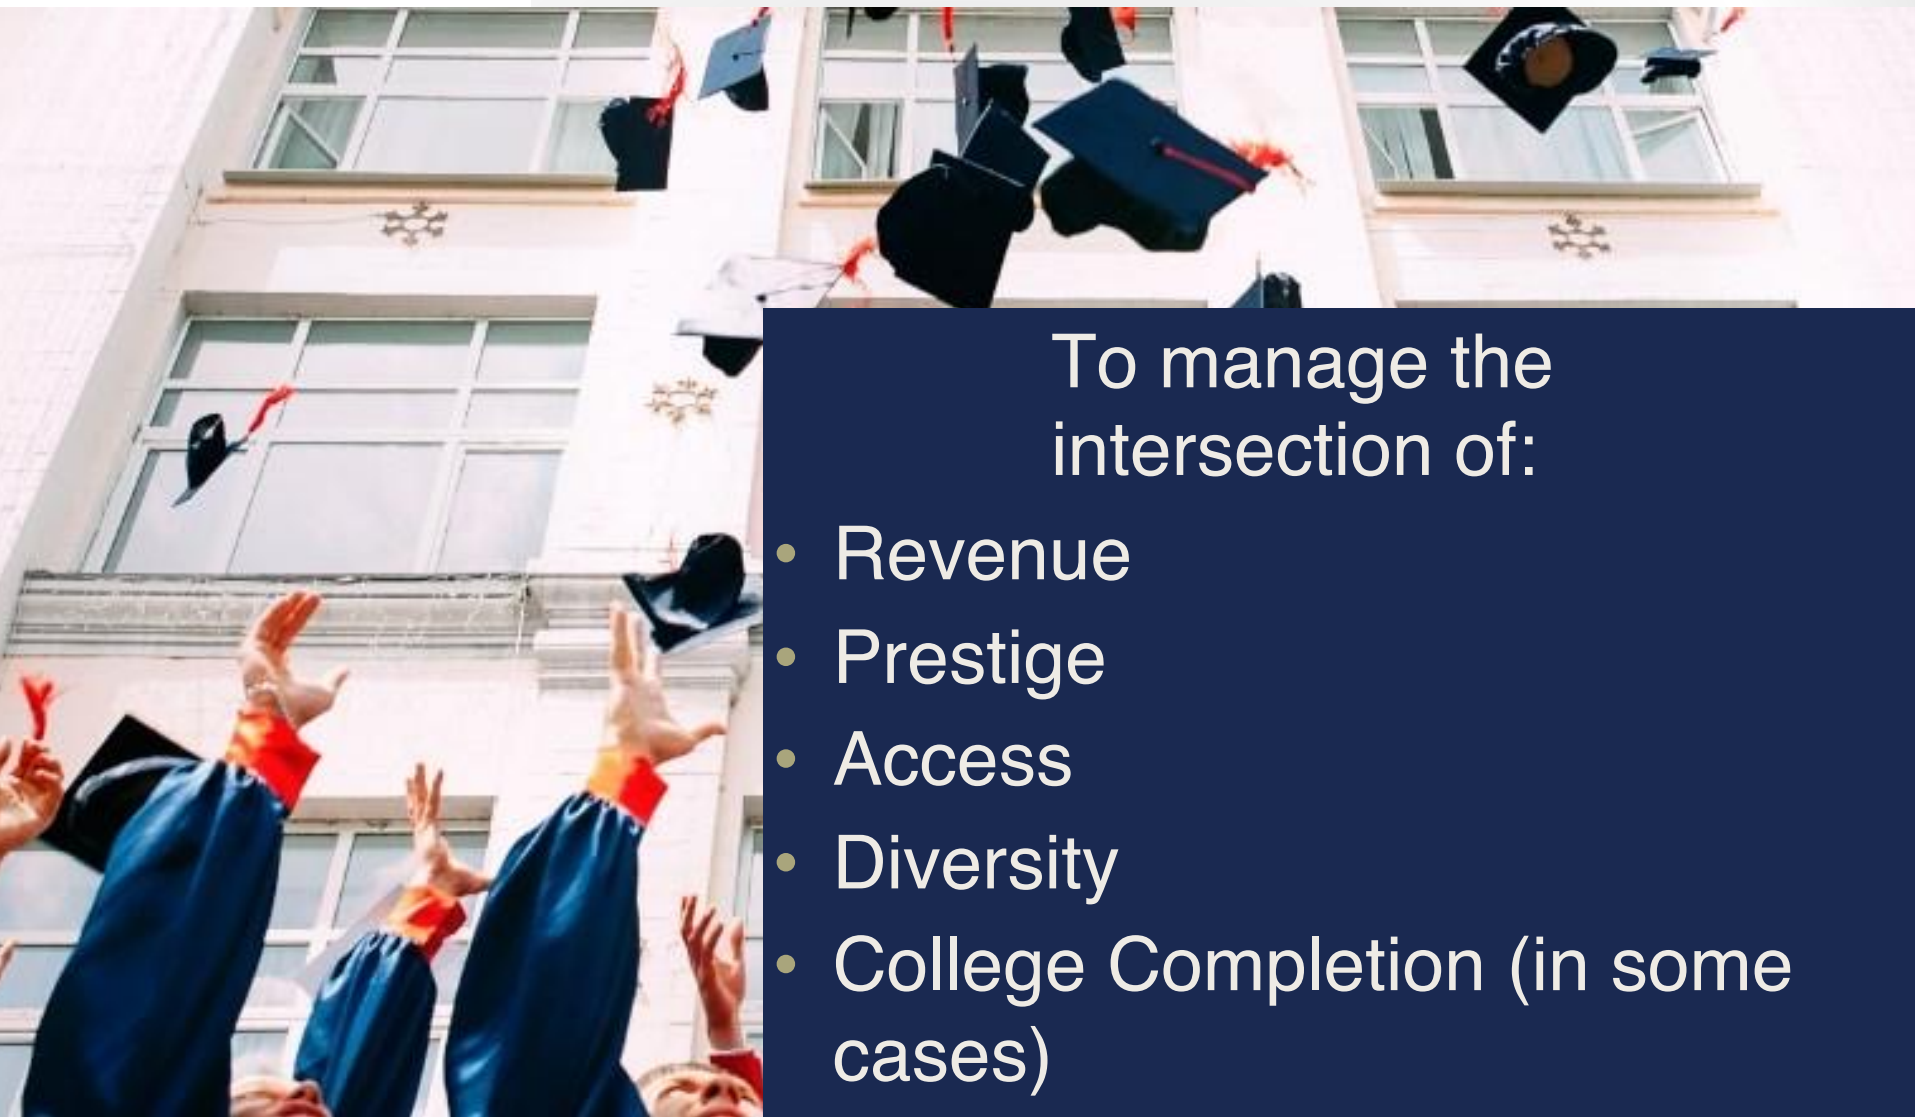 To manage the
intersection of:
• Revenue
• Prestige
• Access
• Diversity
• College Completion (in some
cases)